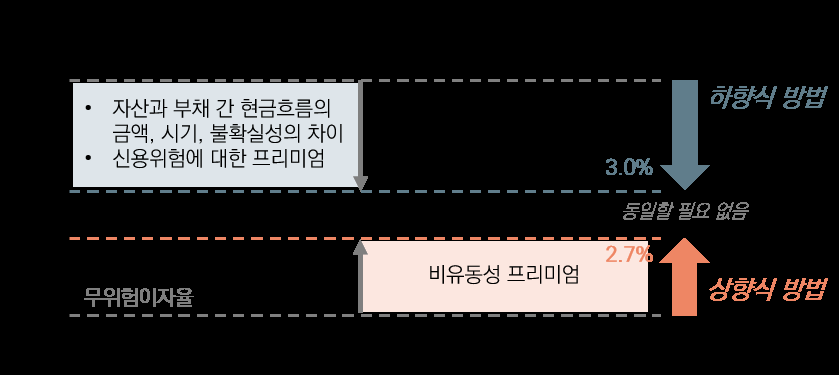 하향식 방법
• 자산과 부채 간 현금흐름의
금액, 시기, 불확실성의 차이
• 신용위험에 대한 프리미엄
3.0%
동일할 필요 없음
2.7%
비유동성 프리미엄
무위험이자율
상향식 방법